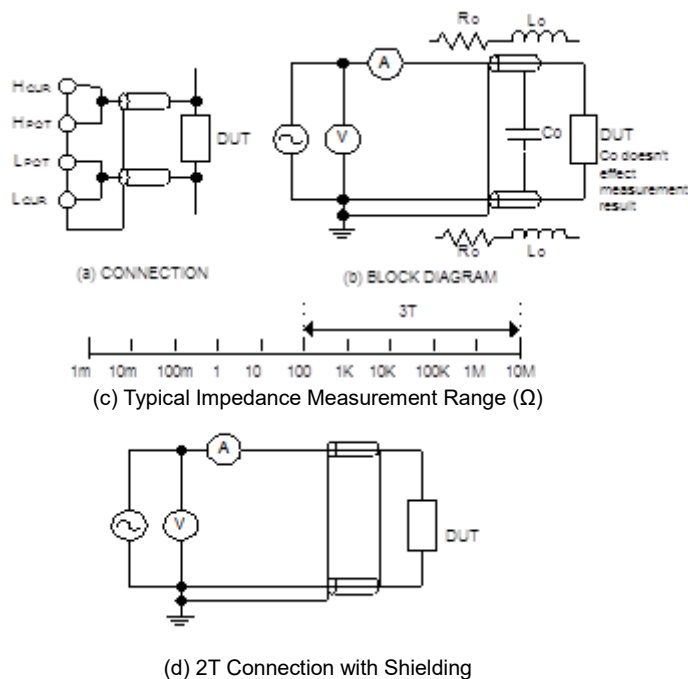 Ro Lo
HCUR
HPOT
LPOT
LCUR
DUT
A
V
Co
DUT
Co doesn't
effect
measurement
result
Ro Lo
(a) CONNECTION
(b) BLOCK DIAGRAM
3T
1m 10m 100m 1 10 100 1K 10K 100K 1M 10M
(c) Typical Impedance Measurement Range (Ω)
A
V
DUT
(d) 2T Connection with Shielding